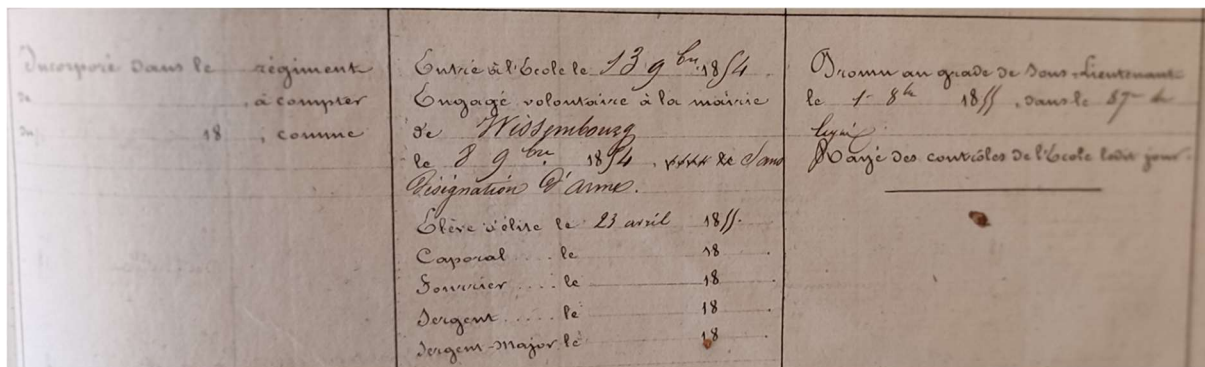 Incorporé dans le régiment
de , à compter
du 18 , comme
Entré à l'École le 13 9bre 1854.
Engagé volontaire à la mairie
de Wissembourg
le 8 9bre 1854, pour le Sans
désignation d'arme.
Élève d'élite le 23 avril 1855.
Caporal .... le 18 .
Fourrier .... le 18 .
Sergent ..... le 18 .
Sergent-Major le 18 .
Promu au grade de Sous-Lieutenant
le 1er 8bre 1855, dans le 87me de
ligne.
Rayé des contrôles de l'École ledit jour.